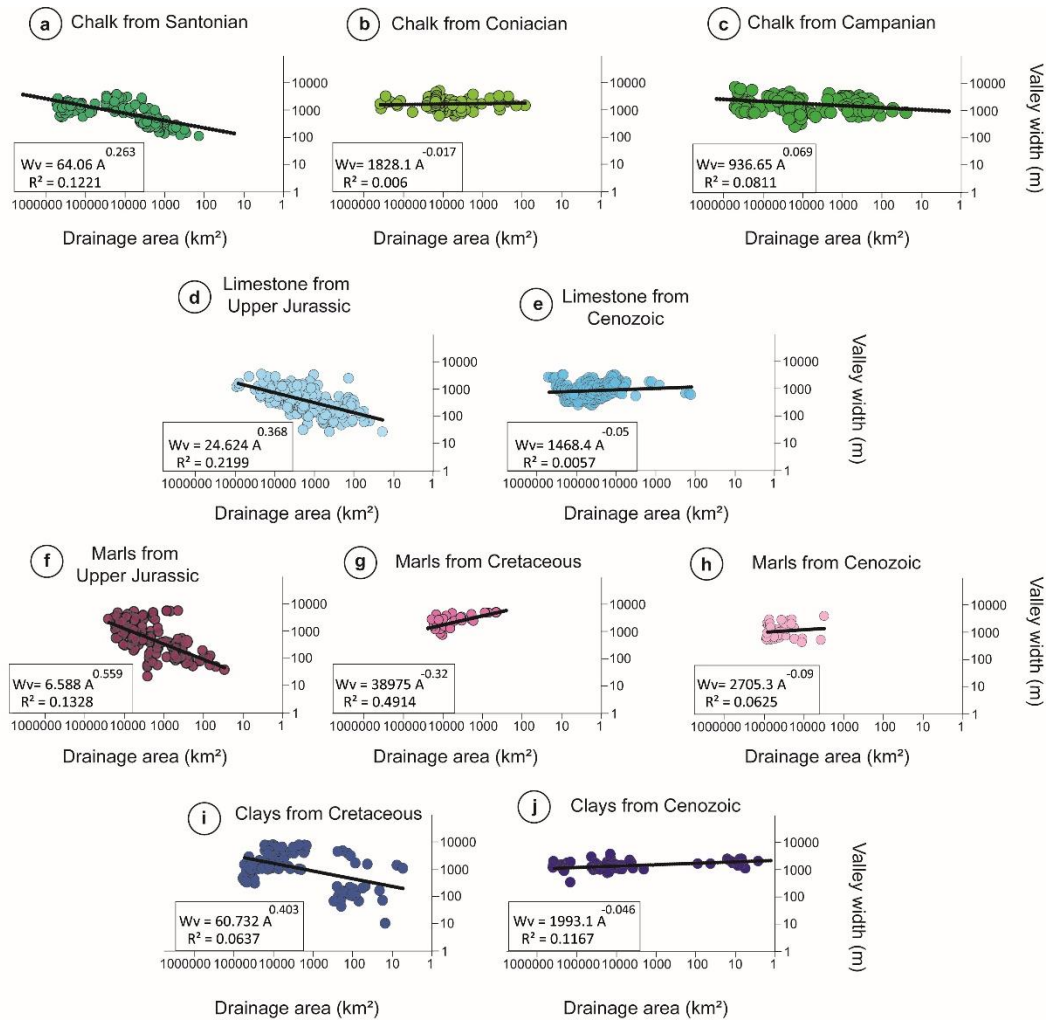 a Chalk from Santonian
b Chalk from Coniacian
c Chalk from Campanian
10000
1000
100
10
1
Valley width (m)
0.263
Wv = 64.06 A
R² = 0.1221
-0.017
Wv = 1828.1 A
R² = 0.006
0.069
Wv = 936.65 A
R² = 0.0811
1000000 100000 10000 1000 100 10 1
1000000 100000 10000 1000 100 10 1
1000000 100000 10000 1000 100 10 1
Drainage area (km²)
Drainage area (km²)
Drainage area (km²)
d Limestone from
Upper Jurassic
e Limestone from
Cenozoic
10000
1000
100
10
1
10000
1000
100
10
1
Valley width (m)
0.368
Wv = 24.624 A
R² = 0.2199
-0.05
Wv = 1468.4 A
R² = 0.0057
1000000 100000 10000 1000 100 10 1
1000000 100000 10000 1000 100 10 1
Drainage area (km²)
Drainage area (km²)
f Marls from
Upper Jurassic
g Marls from Cretaceous
h Marls from Cenozoic
10000
1000
100
10
1
10000
1000
100
10
1
10000
1000
100
10
1
Valley width (m)
0.559
Wv= 6.588 A
R² = 0.1328
-0.32
Wv = 38975 A
R² = 0.4914
-0.09
Wv = 2705.3 A
R² = 0.0625
1000000 100000 10000 1000 100 10 1
1000000 100000 10000 1000 100 10 1
1000000 100000 10000 1000 100 10 1
Drainage area (km²)
Drainage area (km²)
Drainage area (km²)
i Clays from Cretaceous
j Clays from Cenozoic
10000
1000
100
10
1
10000
1000
100
10
1
Valley width (m)
0.403
Wv = 60.732 A
R² = 0.0637
-0.046
Wv = 1993.1 A
R² = 0.1167
1000000 100000 10000 1000 100 10 1
1000000 100000 10000 1000 100 10 1
Drainage area (km²)
Drainage area (km²)